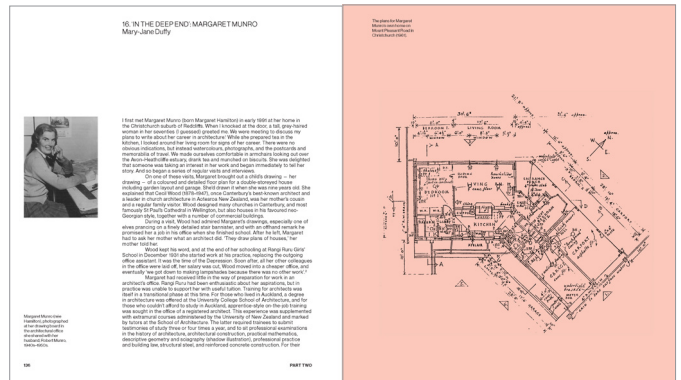 16. 'IN THE DEEP END': MARGARET MUNRO
Mary-Jane Duffy
I first met Margaret Munro (born Margaret Hamilton) in early 1991 at her home in
the Christchurch suburb of Redcliffs. When I knocked at the door, a tall, grey-haired
woman in her seventies (I guessed) greeted me. We were meeting to discuss my
plans to write about her career in architecture. While she prepared tea in the
kitchen, I looked around her living room for signs of her career. There were no
obvious indications, but instead watercolours, photographs, and the postcards and
memorabilia of travel. We made ourselves comfortable in armchairs looking out over
the Avon-Heathcote estuary, drank tea and munched on biscuits. She was delighted
that someone was taking an interest in her work and began immediately to tell her
story. And so began a series of regular visits and interviews.
On one of these visits, Margaret brought out a child's drawing – her
drawing – of a coloured and detailed floor plan for a double-storeyed house
including garden layout and garage. She'd drawn it when she was nine years old. She
explained that Cecil Wood (1878–1947), once Canterbury's best-known architect and
a leader in church architecture in Aotearoa New Zealand, was her mother's cousin
and a regular family visitor. Wood designed many churches in Canterbury, and most
famously St Paul's Cathedral in Wellington, but also houses in his favoured neo-
Georgian style, together with a number of commercial buildings.
During a visit, Wood had admired Margaret's drawings, especially one of
elves prancing on a finely detailed bannister, and with an offhand remark he
promised her a job in his office when she finished school. After he left, Margaret
had to ask her mother what an architect did. 'They draw plans of houses,' her
mother told her.
Wood kept his word, and at the end of her schooling at Rangi Ruru Girls'
School in December 1931 she started work at his practice, replacing the outgoing
office assistant. It was the time of the Depression. Soon after, all her other colleagues
in the office were laid off, her salary was cut, Wood moved into a cheaper office, and
eventually 'we got down to making lampshades because there was no other work'.
Margaret had received little in the way of preparation for work in an
architect's office. Rangi Ruru had been enthusiastic about her aspirations, but in
practice was unable to support her with useful tuition. Training for architects was
itself in a transitional phase at this time. For those who lived in Auckland, a degree
in architecture was offered at the University College School of Architecture, and for
those who couldn't afford to study in Auckland, apprentice-style on the job training
was sought in the office of a registered architect. This experience was supplemented
with extramural courses administered by the University of New Zealand and marked
by tutors at the School of Architecture. The latter required trainees to submit
testimonies of study three or four times a year, and to sit professional examinations
in the history of architecture, architectural construction, practical mathematics,
descriptive geometry and sciagraphy (shadow illustration), professional practice
and building law, structural steel, and reinforced concrete construction. For their
Margaret Munro (née
Hamilton), photographed
at her drawing board in
the architectural office
she shared with her
husband, Robert Munro,
136
PART TWO
The plans for Margaret
Munro's own home on
Mount Pleasant Road in
Christchurch
BEDROOM
LIVING ROOM
LIVING
KITCHEN
BEDROOM